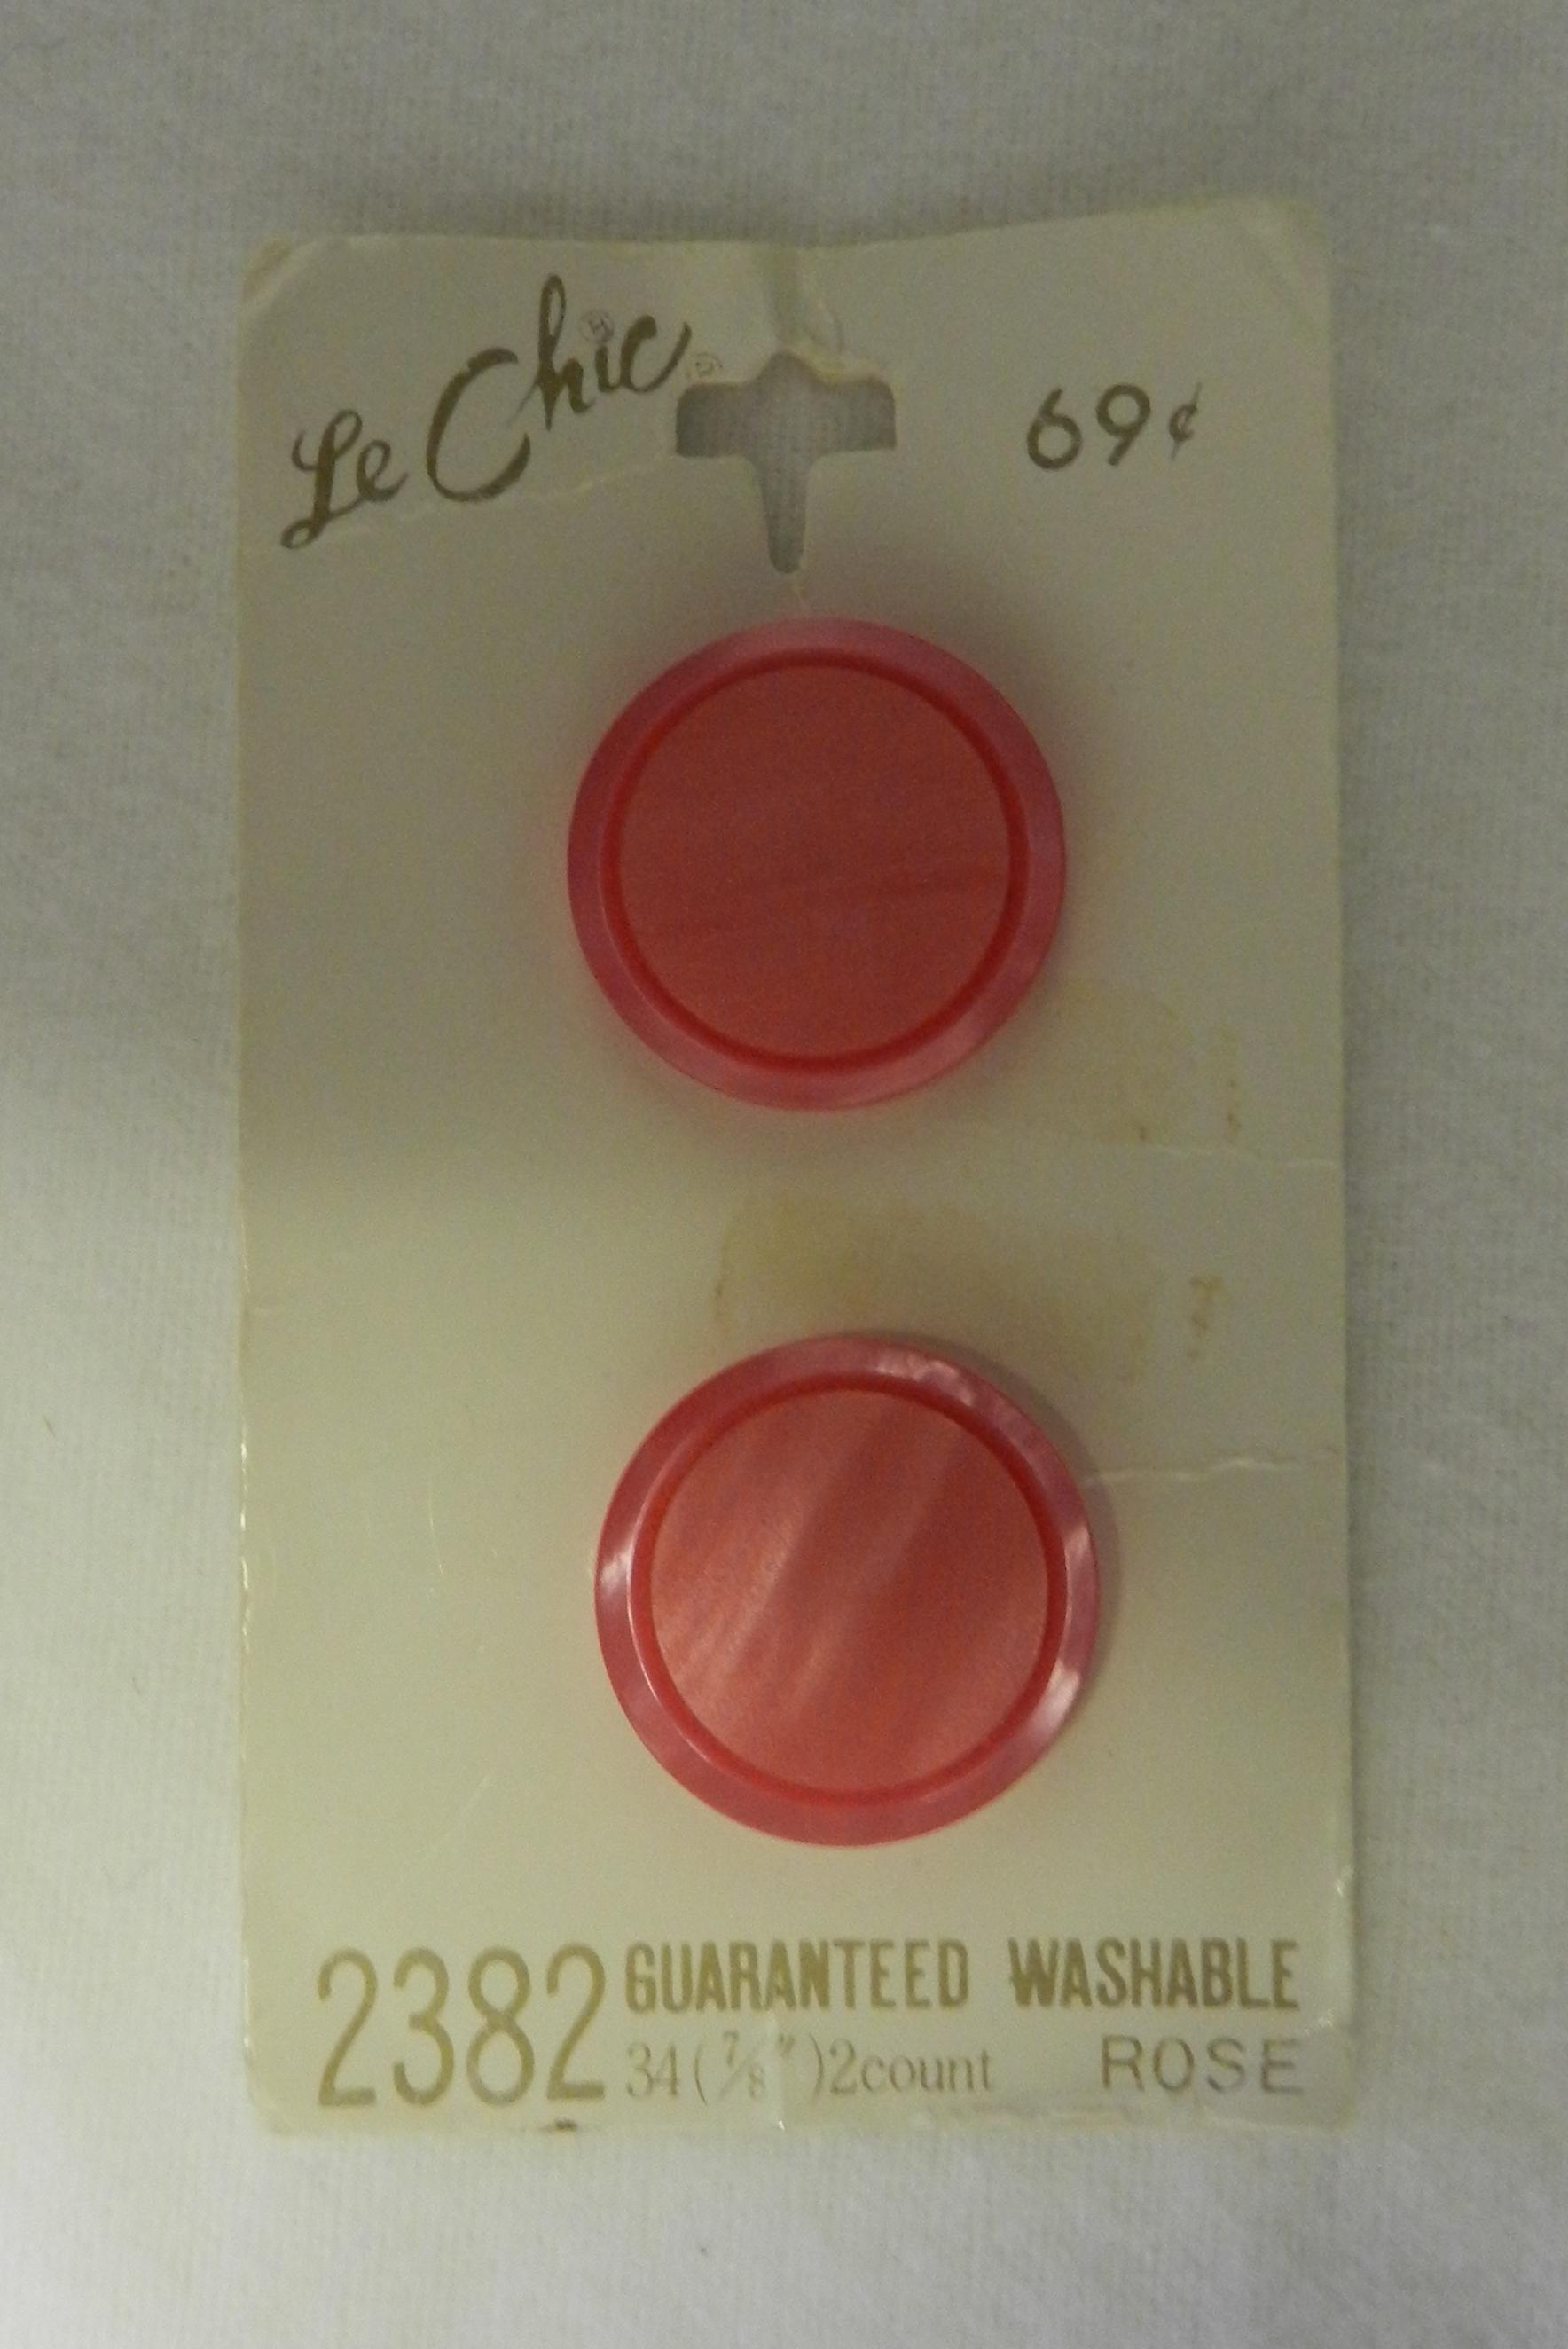 Le Chic ®
69¢
2382 GUARANTEED WASHABLE
34 (7/8") 2count ROSE